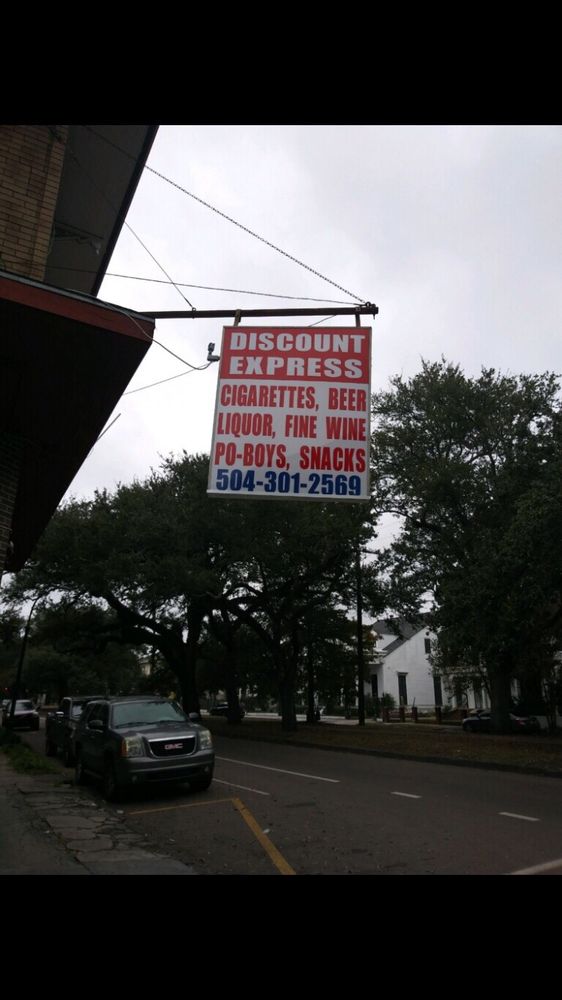 DISCOUNT
EXPRESS
CIGARETTES, BEER
LIQUOR, FINE WINE
PO-BOYS, SNACKS
504-301-2569
GMC